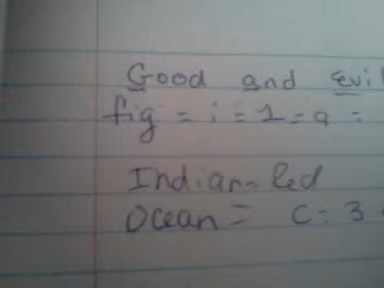 Good and Evil
fig = i = 1 = a =
Indian = Red
Ocean = C = 3